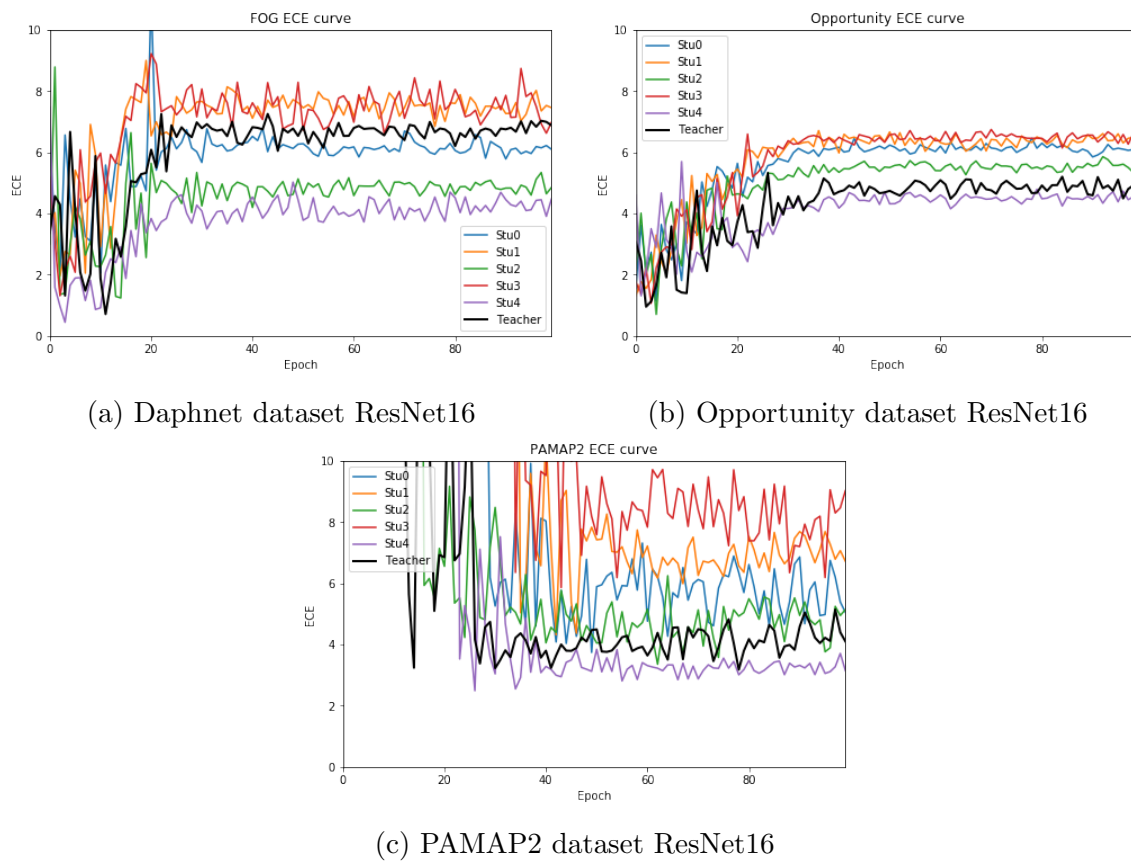 FOG ECE curve
10
8
6
4
2
0
ECE
0 20 40 60 80
Epoch
Stu0
Stu1
Stu2
Stu3
Stu4
Teacher
(a) Daphnet dataset ResNet16
Opportunity ECE curve
10
8
6
4
2
0
ECE
0 20 40 60 80
Epoch
Stu0
Stu1
Stu2
Stu3
Stu4
Teacher
(b) Opportunity dataset ResNet16
PAMAP2 ECE curve
10
8
6
4
2
0
ECE
0 20 40 60 80
Epoch
Stu0
Stu1
Stu2
Stu3
Stu4
Teacher
(c) PAMAP2 dataset ResNet16